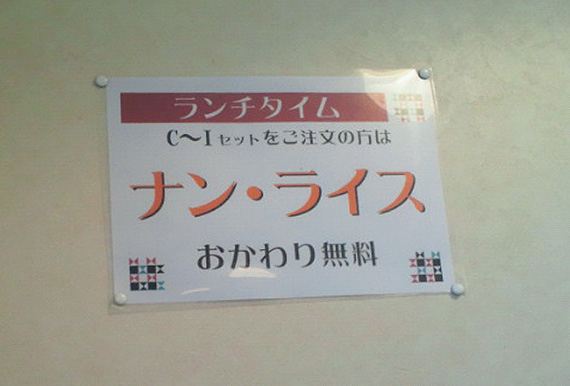 ランチタイム
C〜Iセットをご注文の方は
ナン・ライス
おかわり無料